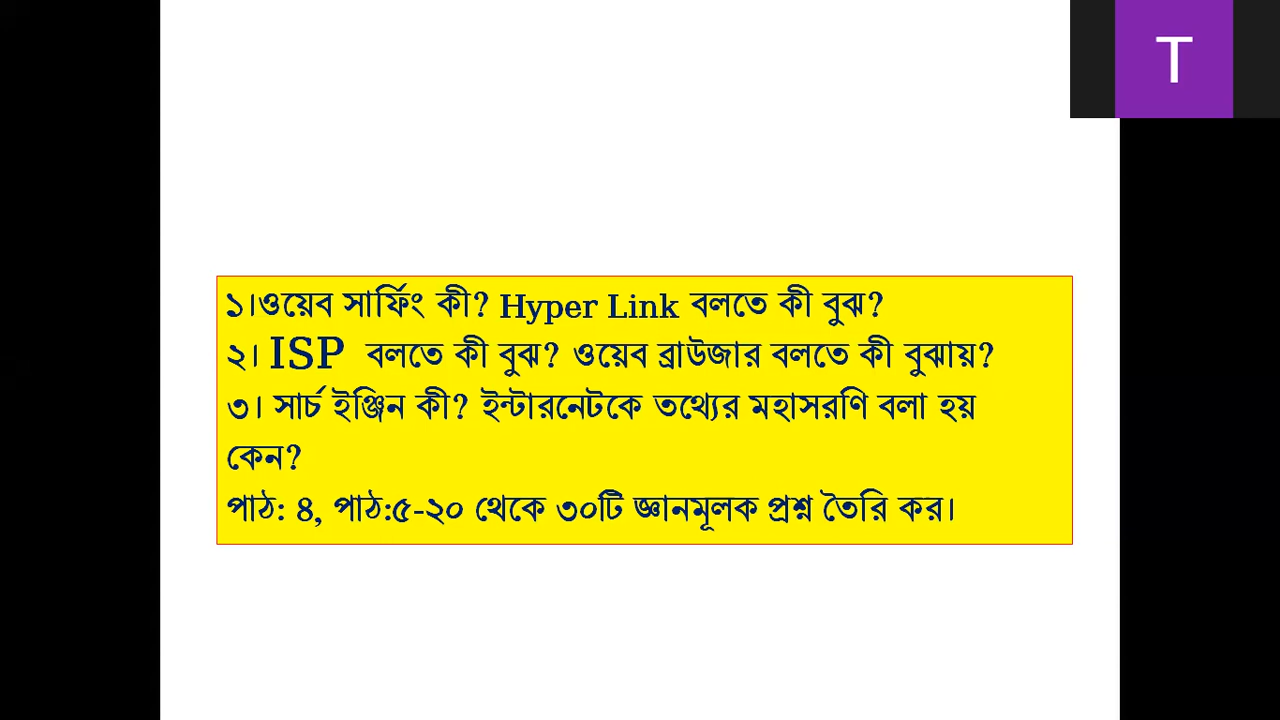 T
১।ওয়েব সার্ফিং কী? Hyper Link বলতে কী বুঝ?
২। ISP বলতে কী বুঝ? ওয়েব ব্রাউজার বলতে কী বুঝায়?
৩। সার্চ ইঞ্জিন কী? ইন্টারনেটকে তথ্যের মহাসরণি বলা হয়
কেন?
পাঠ: ৪, পাঠ:৫-২০ থেকে ৩০টি জ্ঞানমূলক প্রশ্ন তৈরি কর।